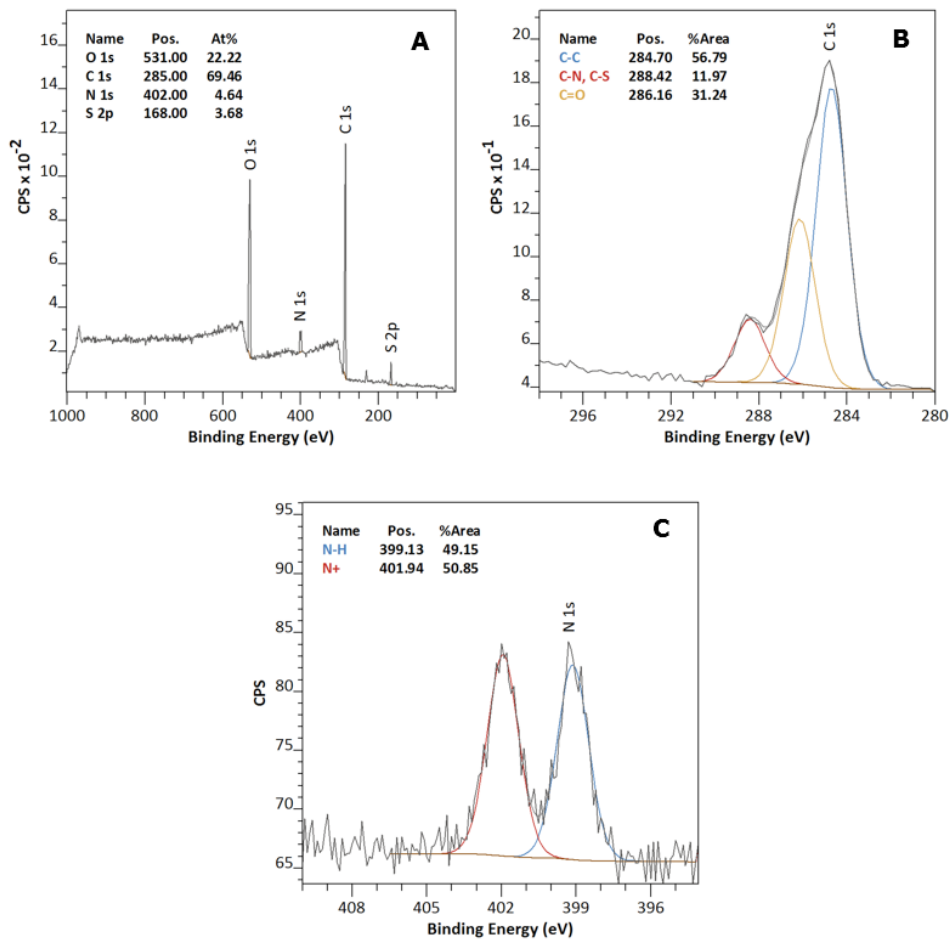 A
Name Pos. At%
O 1s 531.00 22.22
C 1s 285.00 69.46
N 1s 402.00 4.64
S 2p 168.00 3.68
O 1s
N 1s
C 1s
S 2p
CPS x 10-2
16
14
12
10
8
6
4
2
1000 800 600 400 200
Binding Energy (eV)
B
Name Pos. %Area
C-C 284.70 56.79
C-N, C-S 288.42 11.97
C=O 286.16 31.24
C 1s
CPS x 10-1
20
18
16
14
12
10
8
6
4
296 292 288 284 280
Binding Energy (eV)
C
Name Pos. %Area
N-H 399.13 49.15
N+ 401.94 50.85
N 1s
CPS
95
90
85
80
75
70
65
408 405 402 399 396
Binding Energy (eV)